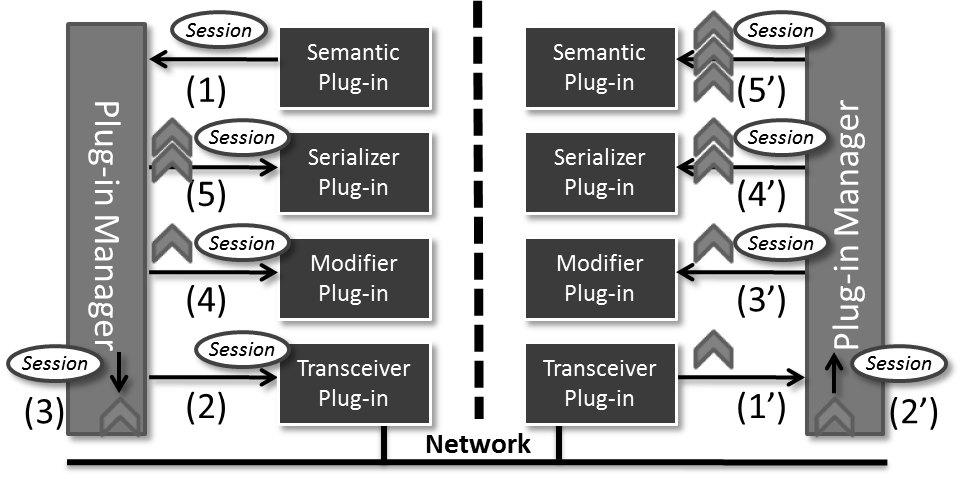 Session
Semantic
Plug-in
(1)
Session
Serializer
Plug-in
(5)
Session
Modifier
Plug-in
(4)
Session
Transceiver
Plug-in
(2)
Plug-in Manager
Session
(3)
Semantic
Plug-in
Session
(5’)
Serializer
Plug-in
Session
(4’)
Modifier
Plug-in
Session
(3’)
Transceiver
Plug-in
(1’)
Plug-in Manager
Session
(2’)
Network